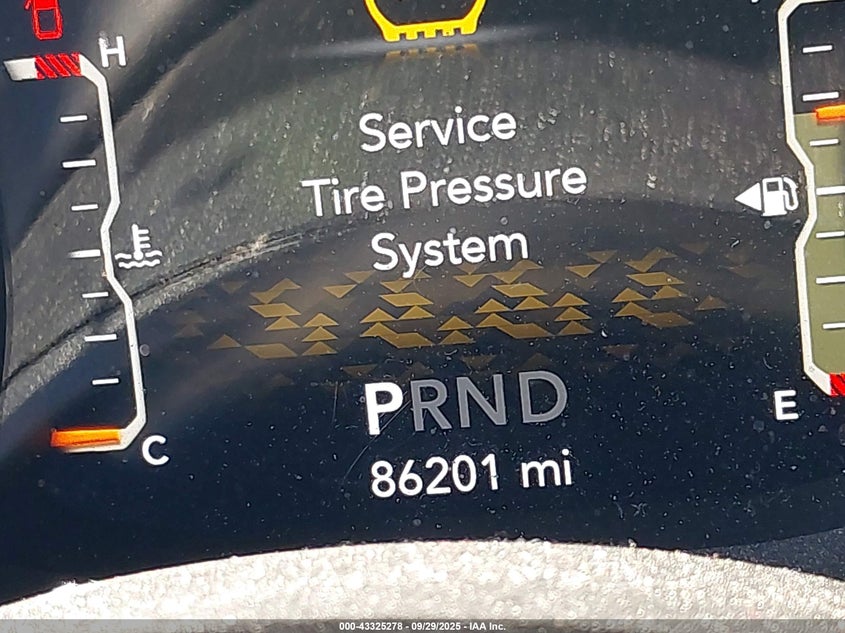 H
Service
Tire Pressure
System
PRND
E
C
86201 mi
000-43325278 - 09/29/2025 - IAA Inc.